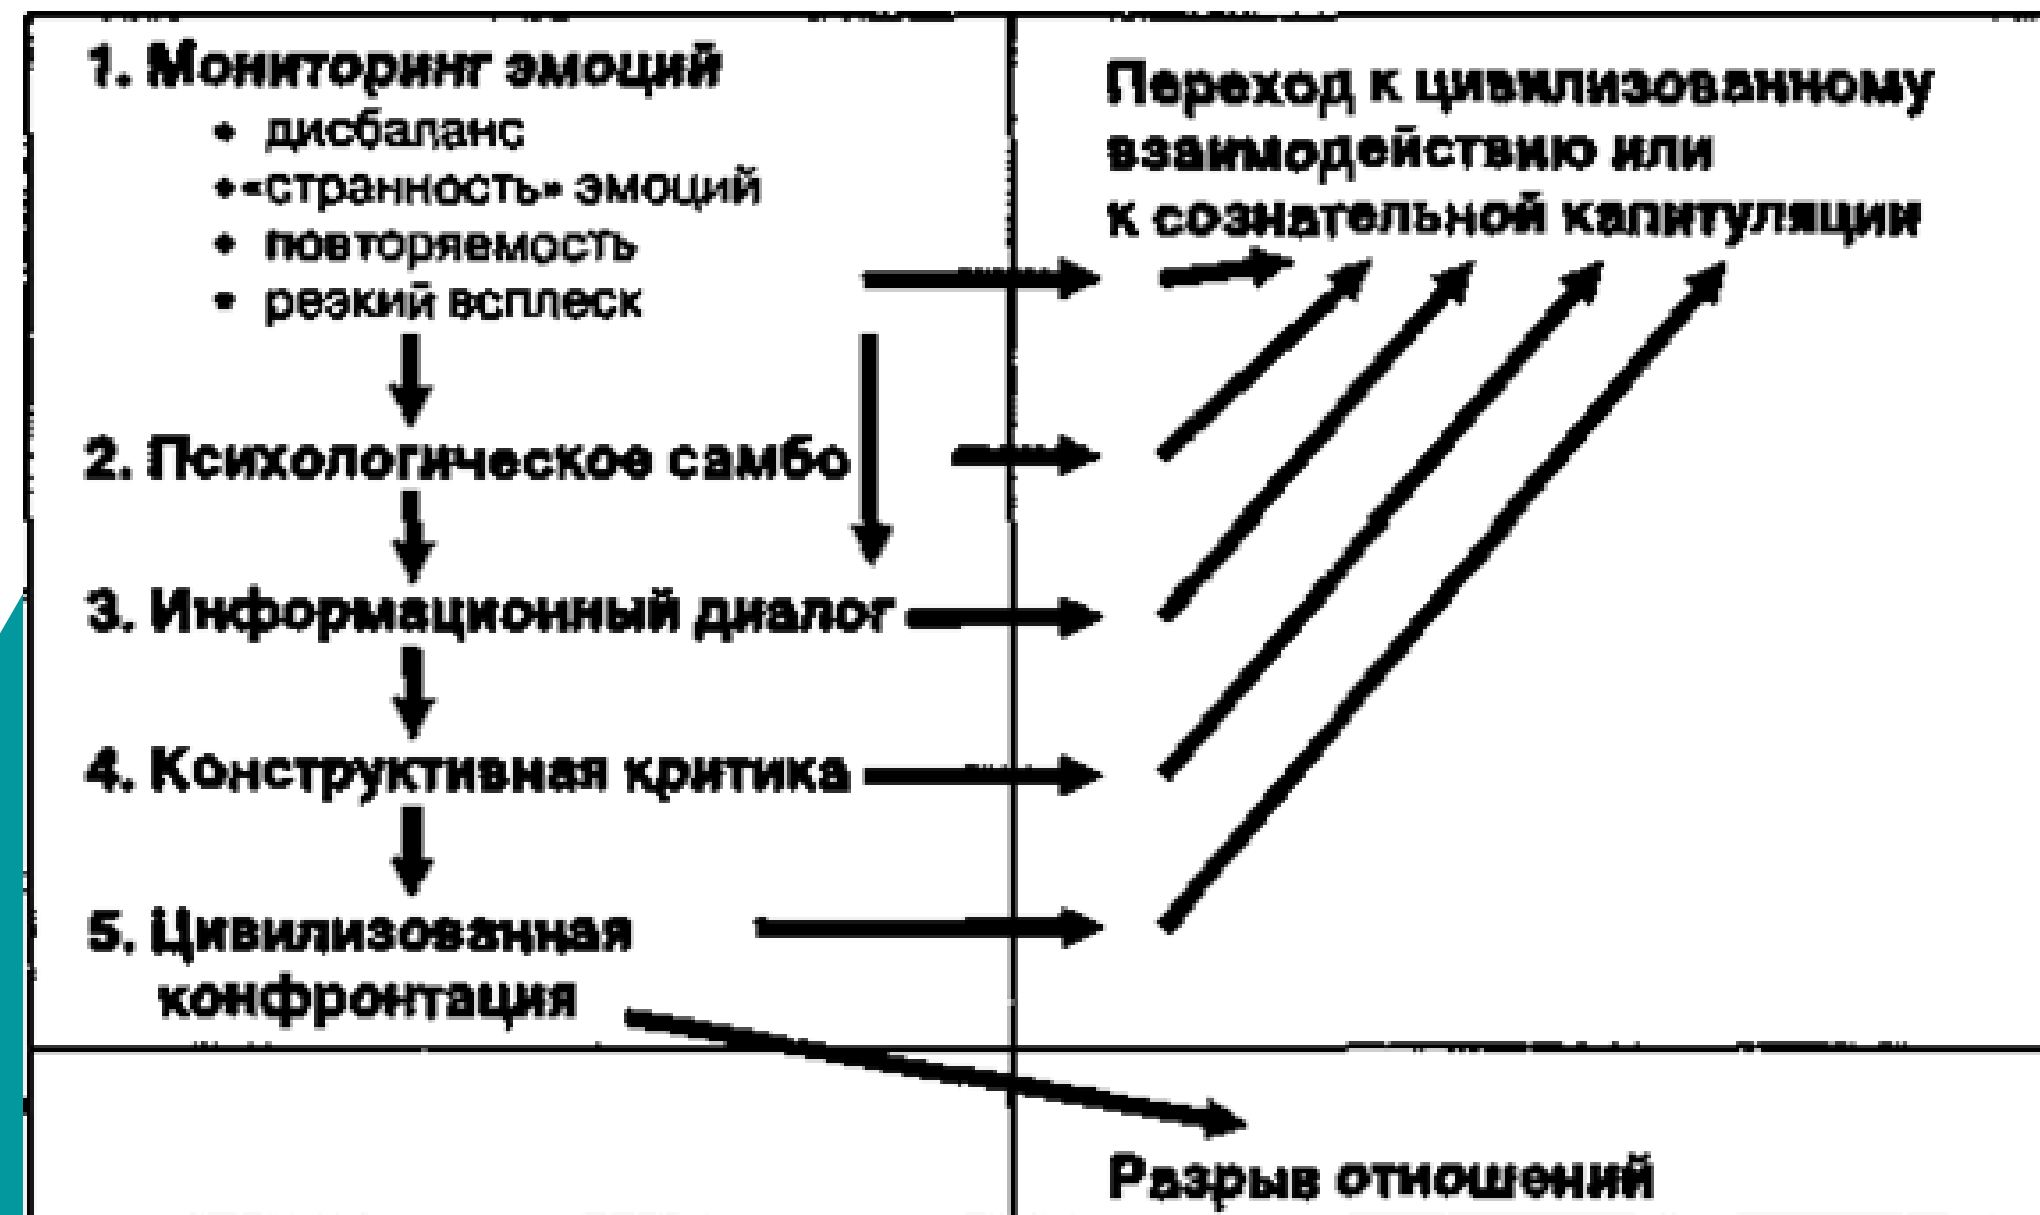 1. Мониторинг эмоций
• дисбаланс
• «странность» эмоций
• повторяемость
• резкий всплеск
2. Психологическое самбо
3. Информационный диалог
4. Конструктивная критика
5. Цивилизованная
конфронтация
Переход к цивилизованному
взаимодействию или
к сознательной капитуляции
Разрыв отношений